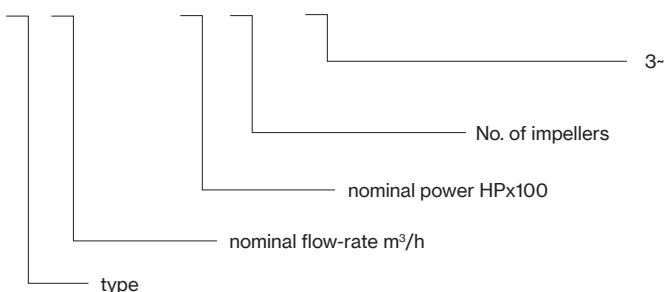 3~
No. of impellers
nominal power HPx100
nominal flow-rate m³/h
type